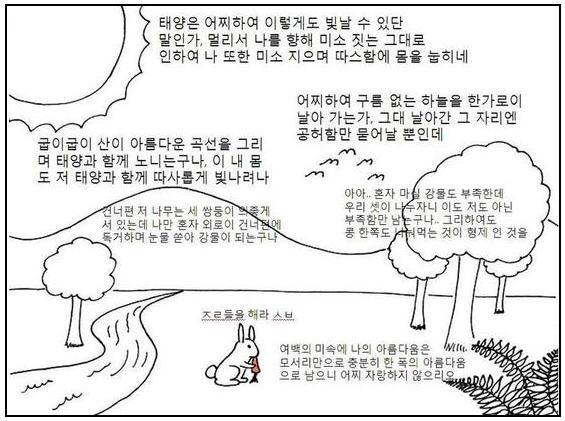 태양은 어찌하여 이렇게도 빛날 수 있단
말인가, 멀리서 나를 향해 미소 짓는 그대로
인하여 나 또한 미소 지으며 따스함에 몸을 눕히네
어찌하여 구름 없는 하늘을 한가로이
날아 가는가, 그대 날아간 그 자리엔
공허함만 묻어날 뿐인데
굽이굽이 산이 아름다운 곡선을 그리
며 태양과 함께 노니는구나, 이 내 몸
도 저 태양과 함께 따사롭게 빛나려나
아아.. 혼자 마실 강물도 부족한데
우리 셋이 나누자니 이도 저도 아닌
부족함만 남는구나.. 그리하여도
콩 한쪽도 나눠먹는 것이 형제 인 것을
건너편 저 나무는 세 쌍둥이 의좋게
서 있는데 나만 혼자 외로이 건너편에
독거하며 눈물 쏟아 강물이 되는구나
ㅈㄹ들을 해라 ㅅㅂ
여백의 미속에 나의 아름다움은
모서리만으로 충분히 한 폭의 아름다움
으로 남으니 어찌 자랑하지 않으리오